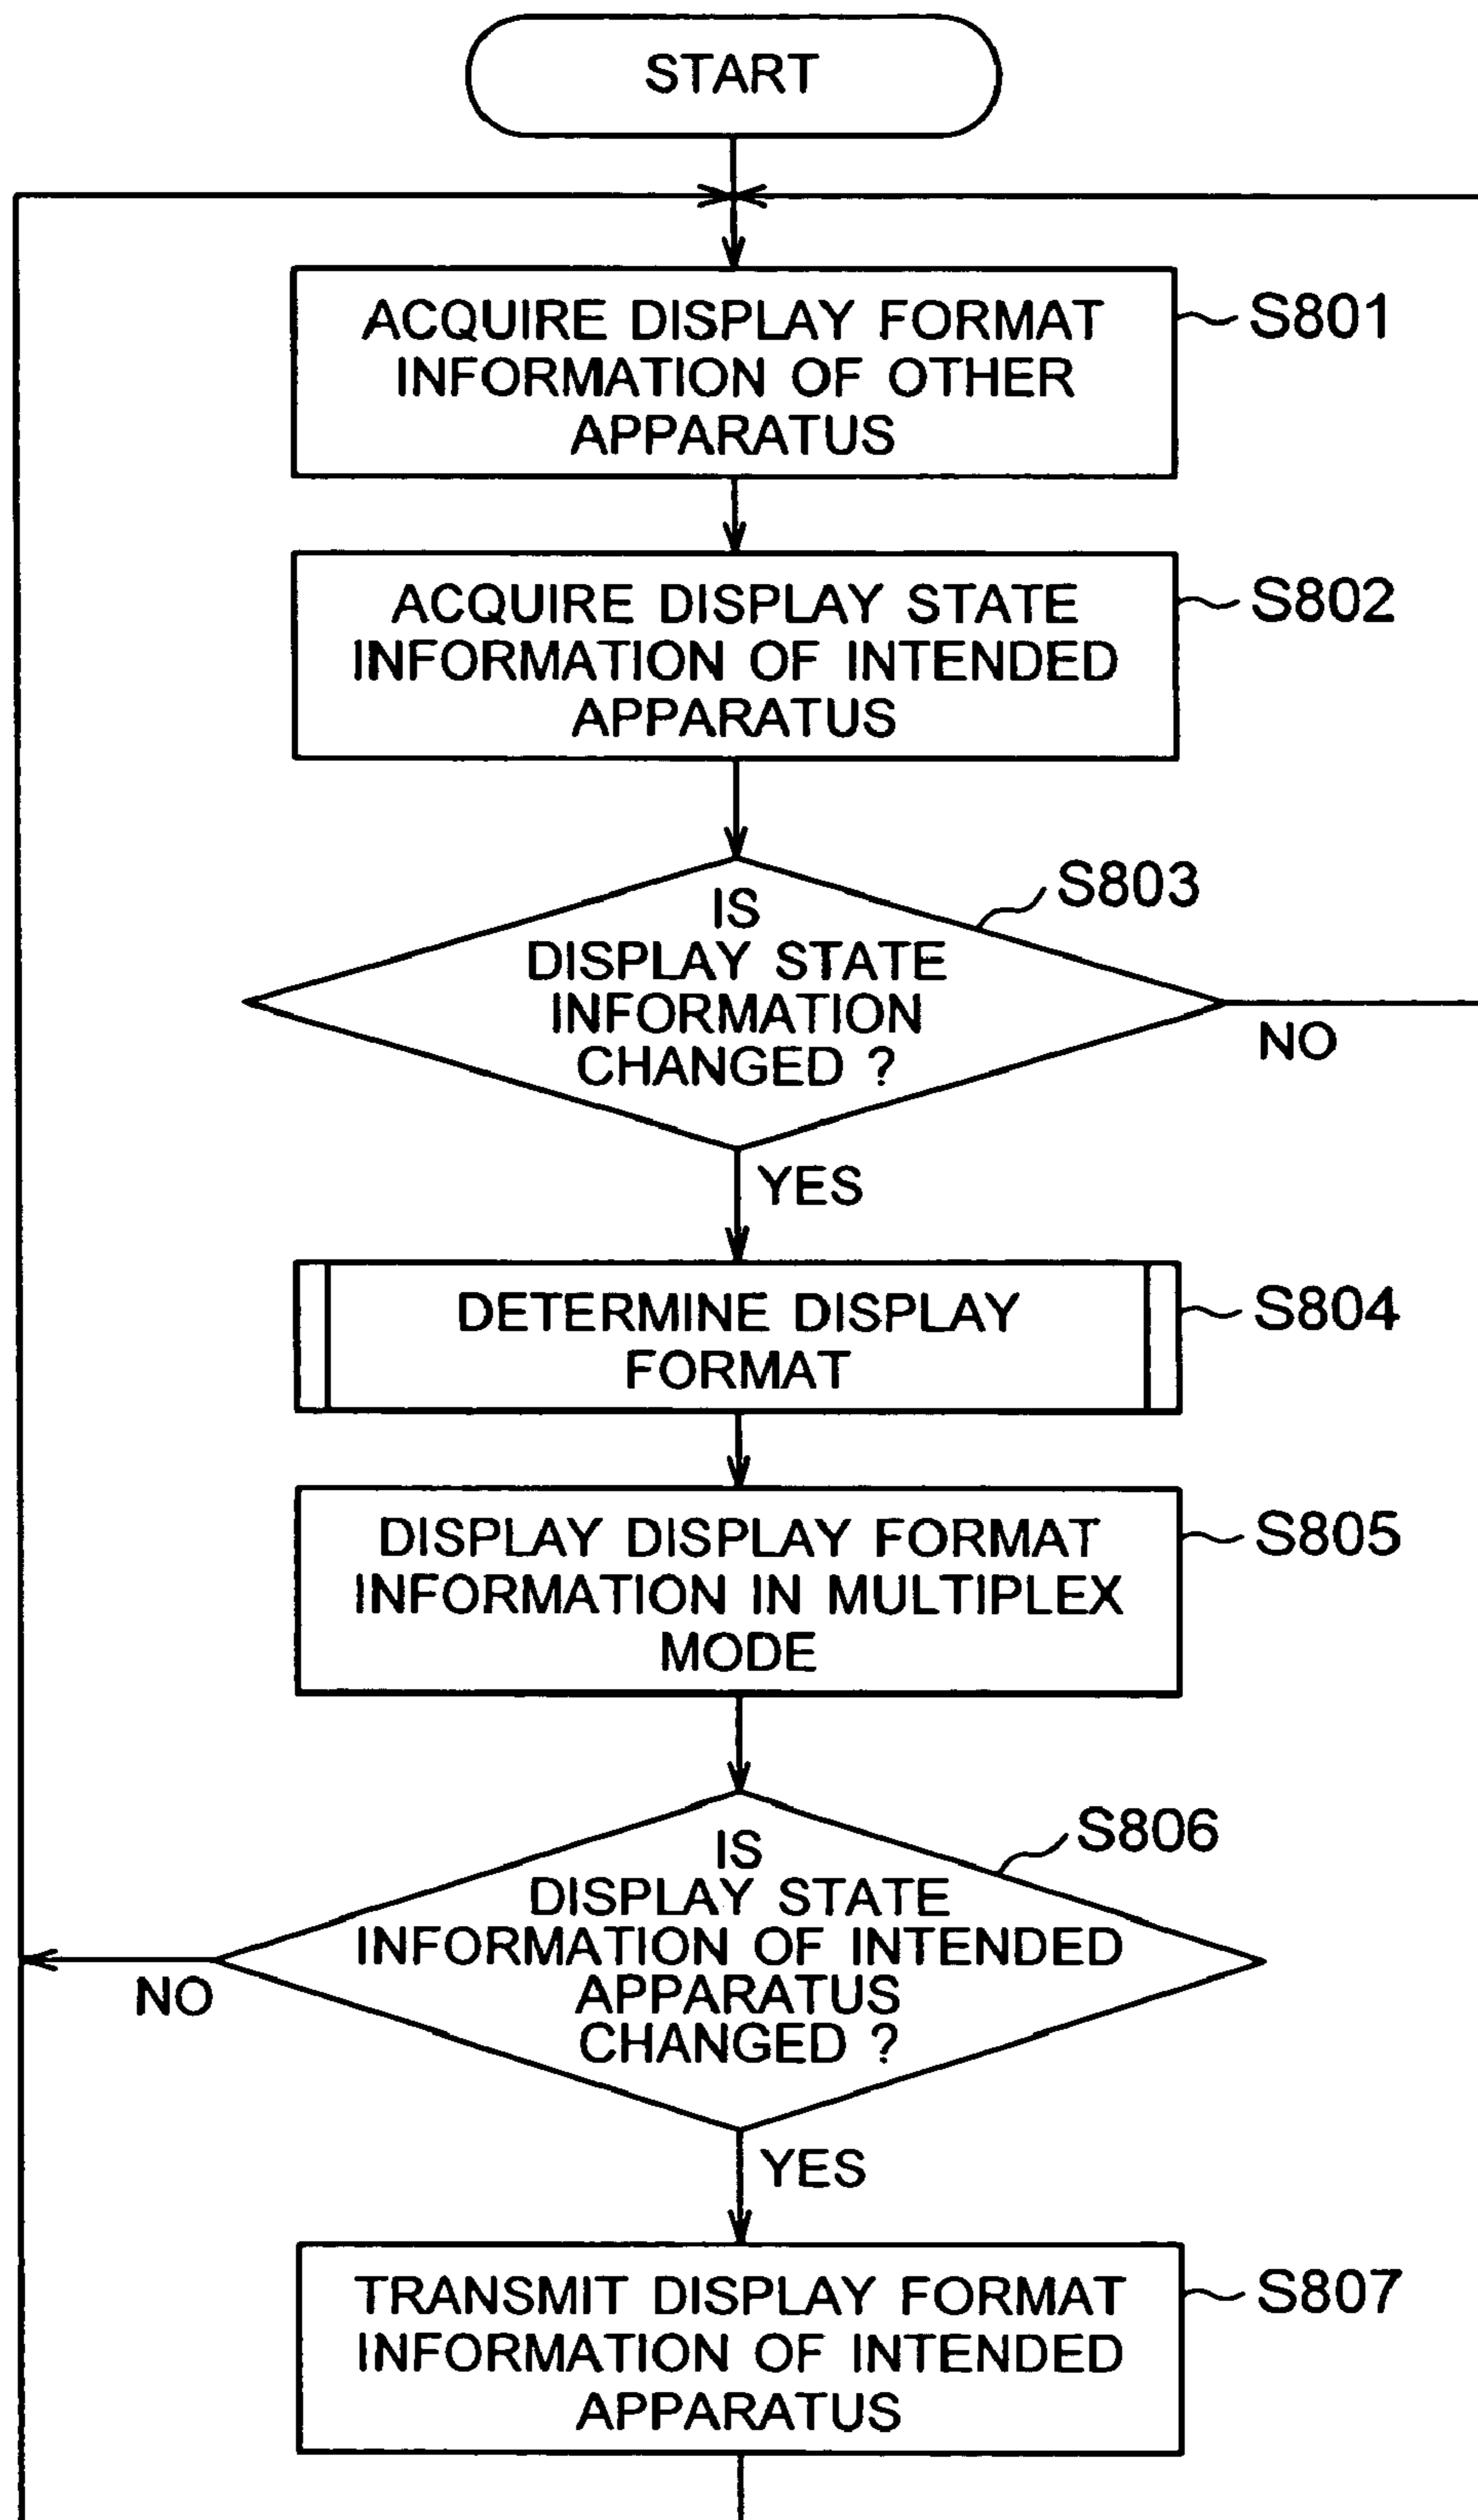 START
ACQUIRE DISPLAY FORMAT
INFORMATION OF OTHER
APPARATUS
S801
ACQUIRE DISPLAY STATE
INFORMATION OF INTENDED
APPARATUS
S802
IS
DISPLAY STATE
INFORMATION
CHANGED ?
S803
NO
YES
DETERMINE DISPLAY
FORMAT
S804
DISPLAY DISPLAY FORMAT
INFORMATION IN MULTIPLEX
MODE
S805
IS
DISPLAY STATE
INFORMATION OF INTENDED
APPARATUS
CHANGED ?
S806
NO
YES
TRANSMIT DISPLAY FORMAT
INFORMATION OF INTENDED
APPARATUS
S807